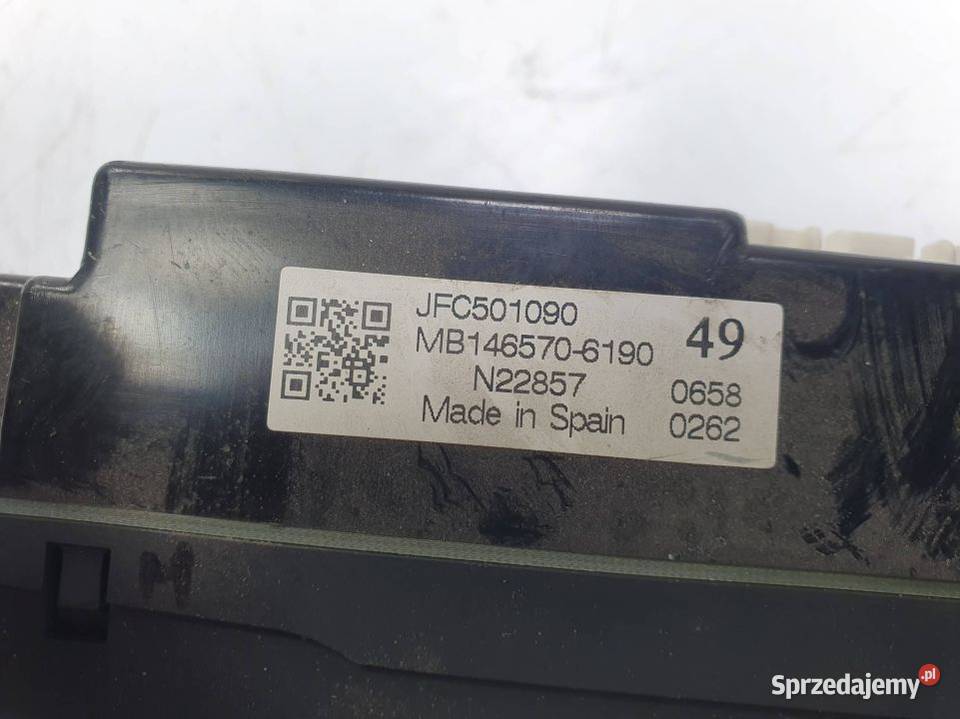 JFC501090
MB146570-6190
N22857
Made in Spain
49
0658
0262
Sprzedajemy.pl